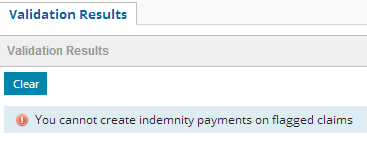 Validation Results
Validation Results
Clear
You cannot create indemnity payments on flagged claims